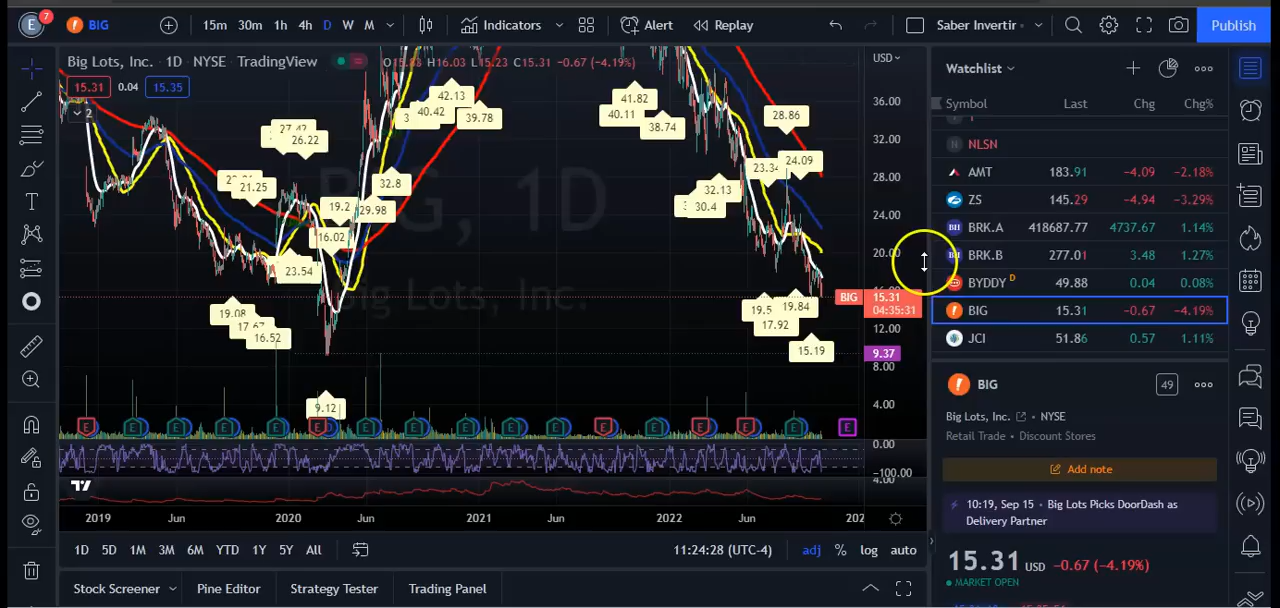 E 7 BIG 15m 30m 1h 4h D W M Indicators Alert Replay Saber Invertir Publish
Big Lots, Inc. · 1D · NYSE · TradingView
H16.03 C15.31 -0.67 (-4.19%)
15.31 0.04 15.35
2
USD
36.00
32.00
28.00
24.00
20.00
12.00
8.00
4.00
0.00
-100.00
4.00
BIG 15.31
04:35:31
9.37
BIG, 1D
Big Lots, Inc.
26.22
21.25
19.2
16.02
23.54
19.08
16.52
9.12
32.8
29.98
40.42
42.13
39.78
41.82
40.11
38.74
32.13
30.4
28.86
24.09
19.5
19.84
17.92
15.19
2019 Jun 2020 Jun 2021 Jun 2022 Jun 202
1D 5D 1M 3M 6M YTD 1Y 5Y All 11:24:28 (UTC-4) adj % log auto
Stock Screener Pine Editor Strategy Tester Trading Panel
Watchlist
Symbol Last Chg Chg%
NLSN
AMT 183.91 -4.09 -2.18%
ZS 145.29 -4.94 -3.29%
BRK.A 418687.77 4737.67 1.14%
BRK.B 277.01 3.48 1.27%
BYDDY D 49.88 0.04 0.08%
BIG 15.31 -0.67 -4.19%
JCI 51.86 0.57 1.11%
BIG 49
Big Lots, Inc. · NYSE
Retail Trade · Discount Stores
Add note
10:19, Sep 15 · Big Lots Picks DoorDash as
Delivery Partner
15.31 USD -0.67 (-4.19%)
MARKET OPEN